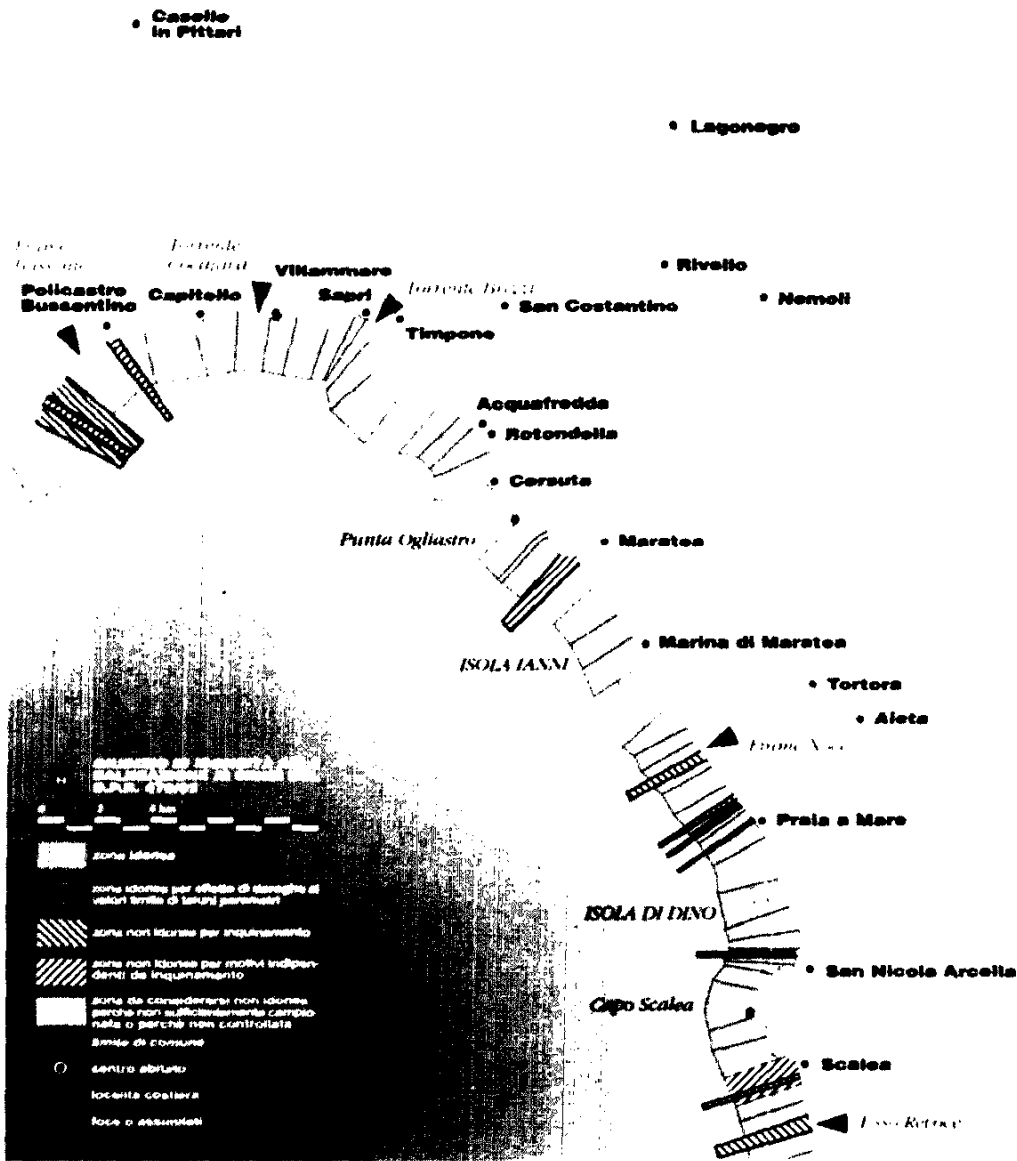 Caselle
in Pittari
Lagonegro
Rivello
Nemoli
Torrente
Villammare
Policastro
Bussentino
Capitello
Sapri
San Costantino
Timpone
Acquafredda
Rotondella
Cersuta
Punta Ogliastro
Maratea
ISOLA IANNI
Marina di Maratea
Tortora
Aieta
Praia a Mare
ISOLA DI DINO
San Nicola Arcella
Capo Scalea
Scalea
N
zona idonea
zona idonea per effetto di deroghe ai
valori limite di taluni parametri
zona non idonea per inquinamento
zona non idonea per motivi indipen-
denti da inquinamento
zona da considerarsi non idonea
perchè non sufficientemente campio-
nata o perchè non controllata
limite di comune
centro abitato
località costiera
foce o assimilati